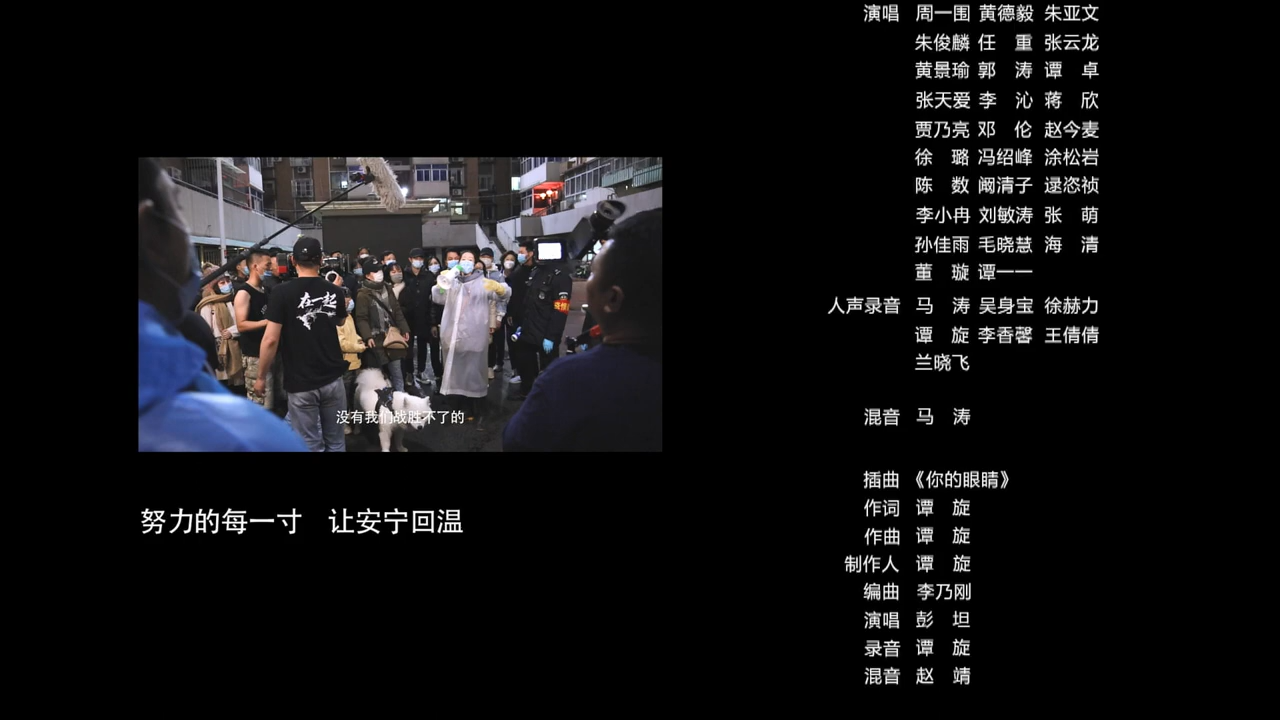 在一起
没有我们战胜不了的
努力的每一寸 让安宁回温
演唱 周一围 黄德毅 朱亚文
朱俊麟 任 重 张云龙
黄景瑜 郭 涛 谭 卓
张天爱 李 沁 蒋 欣
贾乃亮 邓 伦 赵今麦
徐 璐 冯绍峰 涂松岩
陈 数 阚清子 逯恣祯
李小冉 刘敏涛 张 萌
孙佳雨 毛晓慧 海 清
董 璇 谭一一
人声录音 马 涛 吴身宝 徐赫力
谭 旋 李香馨 王倩倩
兰晓飞
混音 马 涛
插曲 《你的眼睛》
作词 谭 旋
作曲 谭 旋
制作人 谭 旋
编曲 李乃刚
演唱 彭 坦
录音 谭 旋
混音 赵 靖